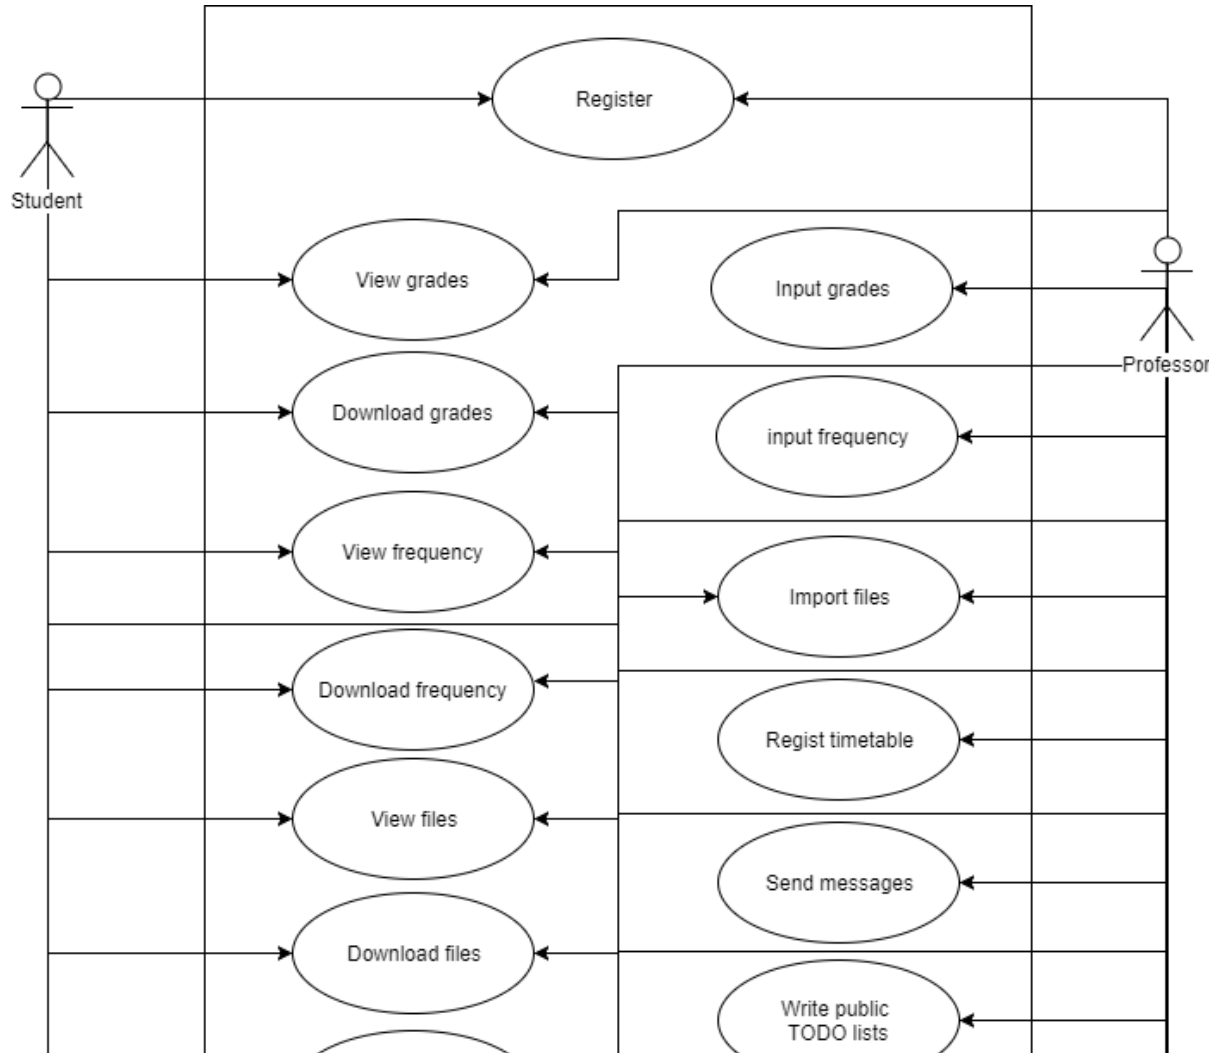 Register
Student
View grades
Input grades
Professor
Download grades
input frequency
View frequency
Import files
Download frequency
Regist timetable
View files
Send messages
Download files
Write public
TODO lists